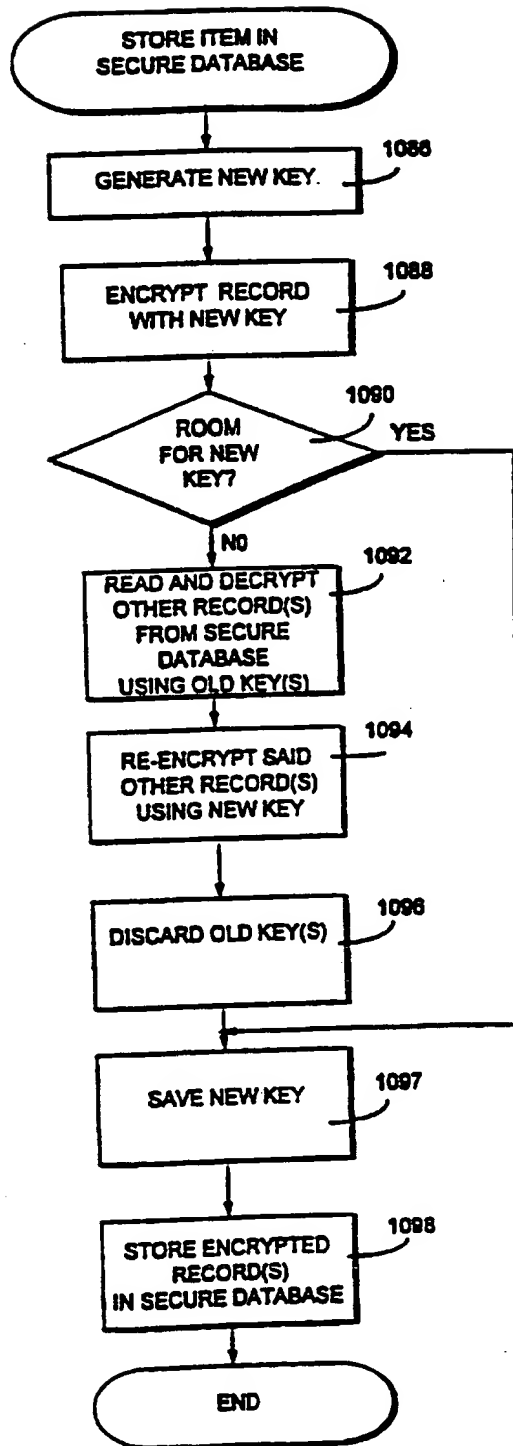 STORE ITEM IN
SECURE DATABASE
1086
GENERATE NEW KEY.
1088
ENCRYPT RECORD
WITH NEW KEY
1090
ROOM
FOR NEW
KEY?
YES
NO
1092
READ AND DECRYPT
OTHER RECORD(S)
FROM SECURE
DATABASE
USING OLD KEY(S)
1094
RE-ENCRYPT SAID
OTHER RECORD(S)
USING NEW KEY
1096
DISCARD OLD KEY(S)
1097
SAVE NEW KEY
1098
STORE ENCRYPTED
RECORD(S)
IN SECURE DATABASE
END